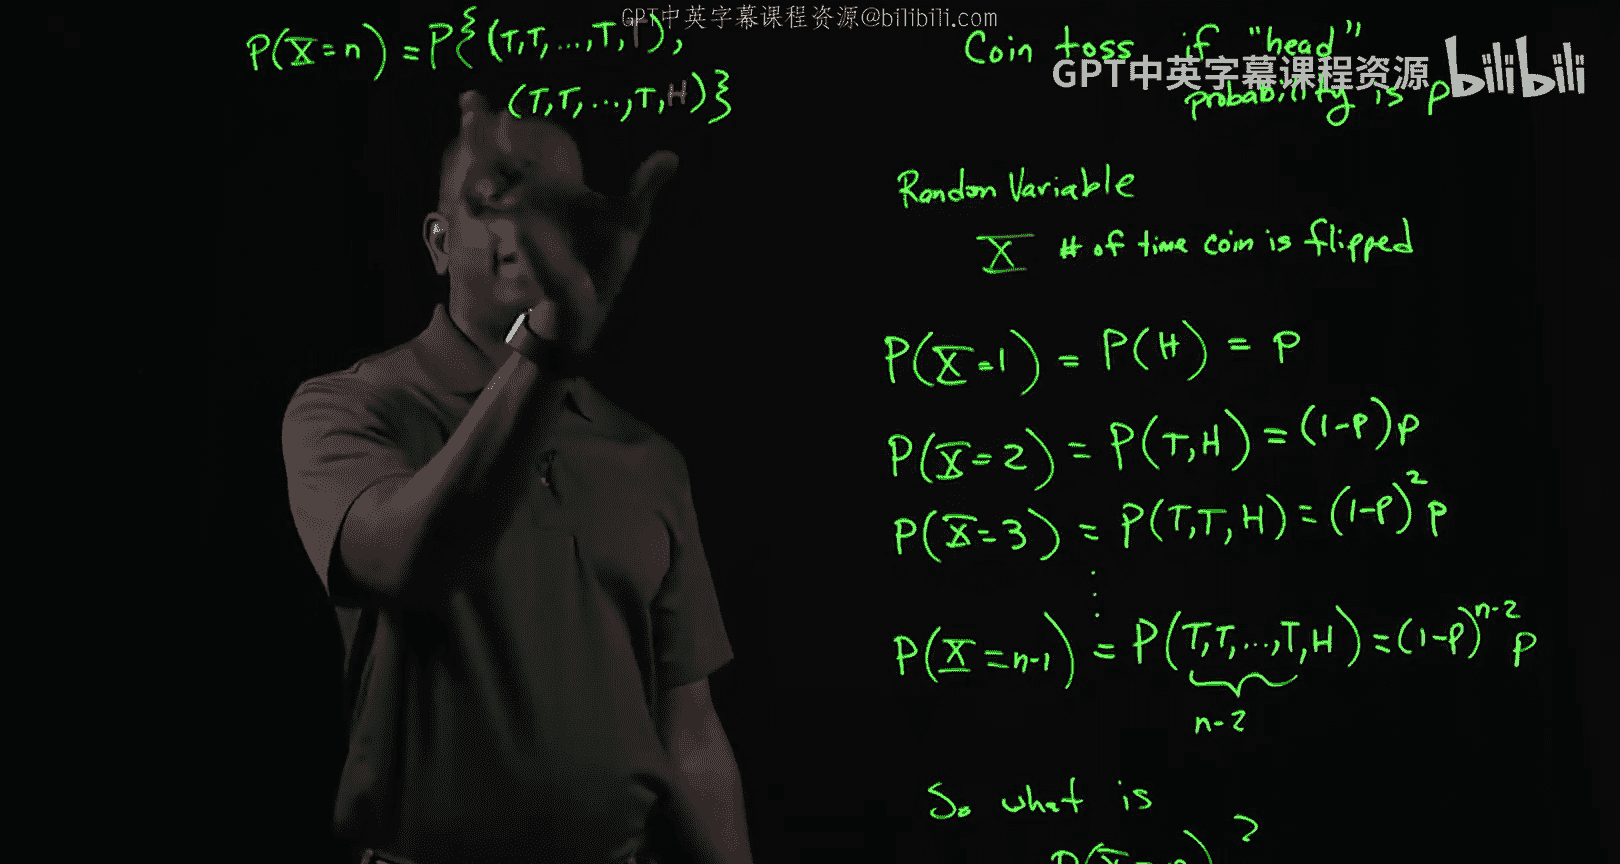 GPT中英字幕课程资源@bilibili.com
P(X=n) = P{(T,T,...,T,T),
(T,T,...,T,H)}
Coin toss if "head"
probability is p
GPT中英字幕课程资源 bilibili
Random Variable
X # of time coin is flipped
P(X=1) = P(H) = p
P(X=2) = P(T,H) = (1-p)p
P(X=3) = P(T,T,H) = (1-p)² p
⋮
P(X=n-1) = P(T,T,...,T,H) = (1-p)ⁿ⁻² p
n-2
So what is
P(X=n) ?